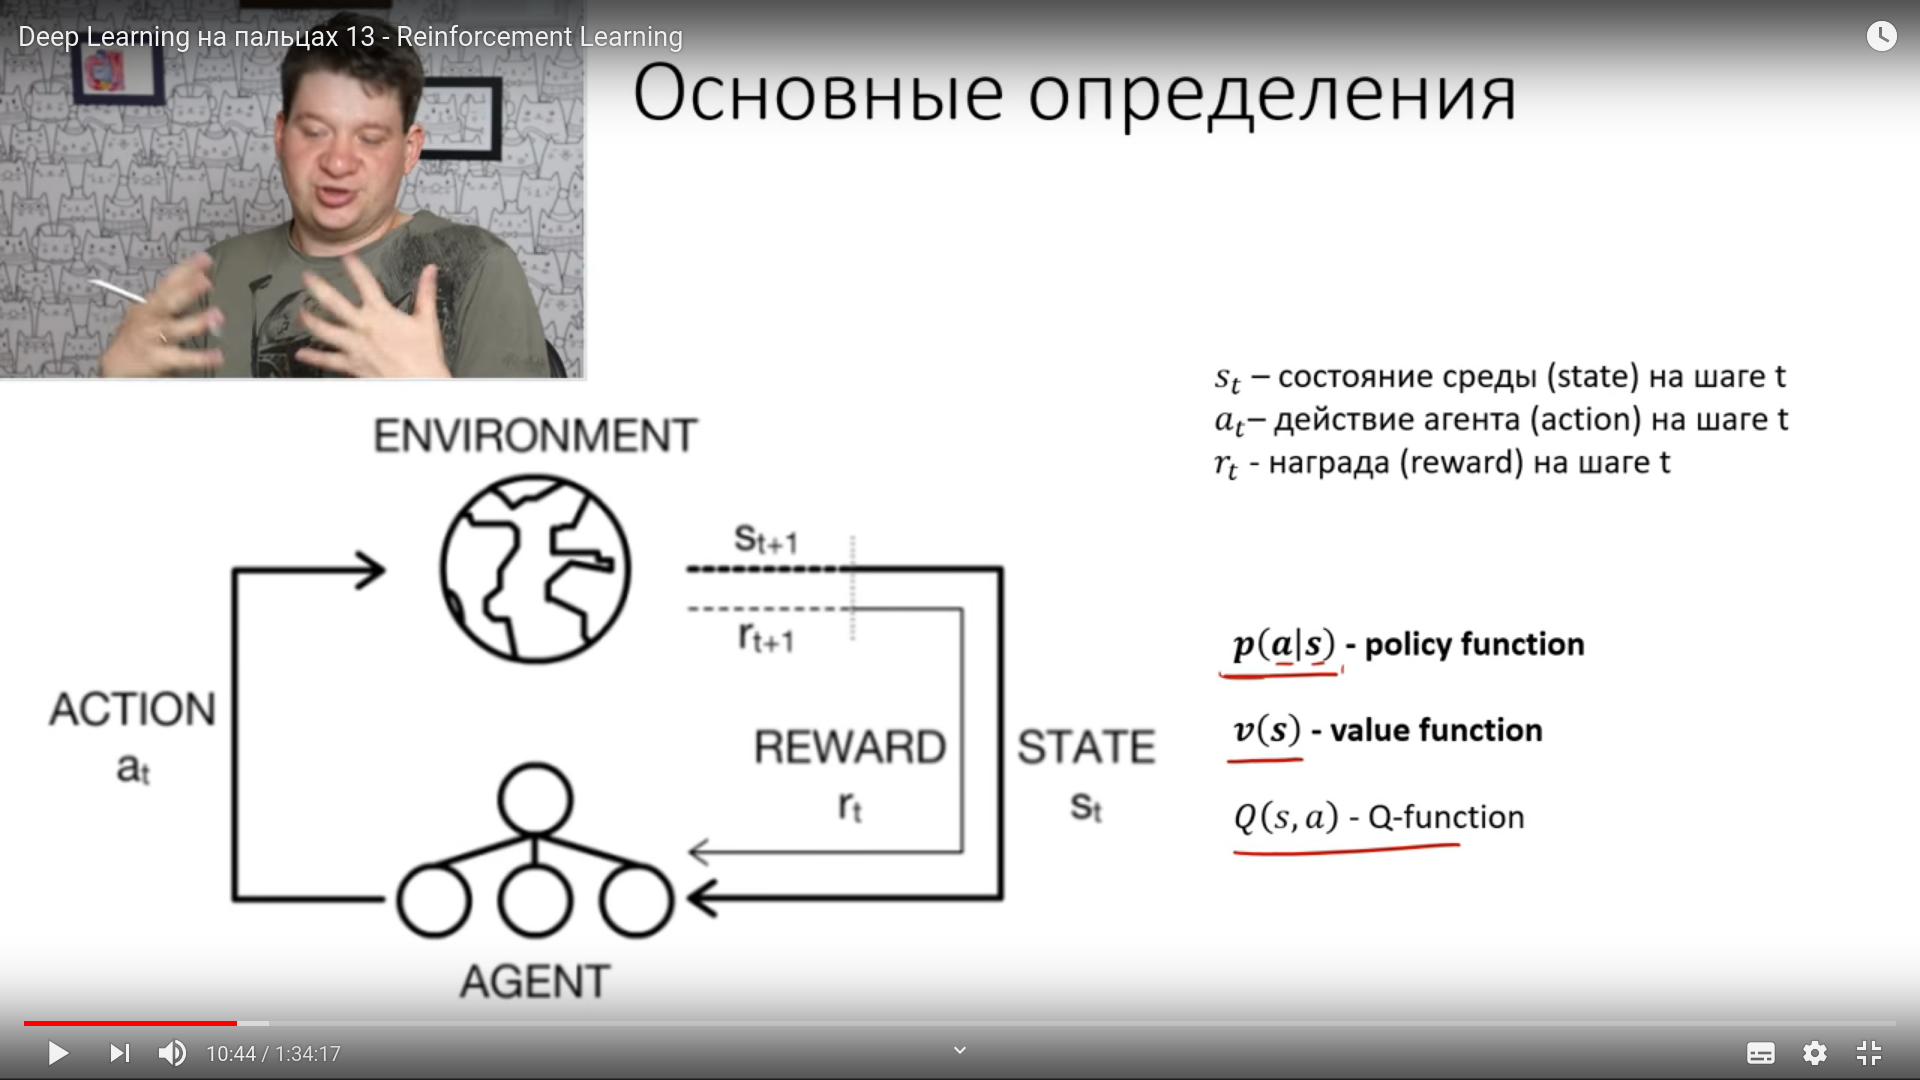 Deep Learning на пальцах 13 - Reinforcement Learning
Основные определения
s_t – состояние среды (state) на шаге t
a_t– действие агента (action) на шаге t
r_t - награда (reward) на шаге t
ENVIRONMENT
s_{t+1}
r_{t+1}
ACTION
a_t
REWARD
r_t
STATE
s_t
AGENT
p(a|s) - policy function
v(s) - value function
Q(s, a) - Q-function
10:44 / 1:34:17